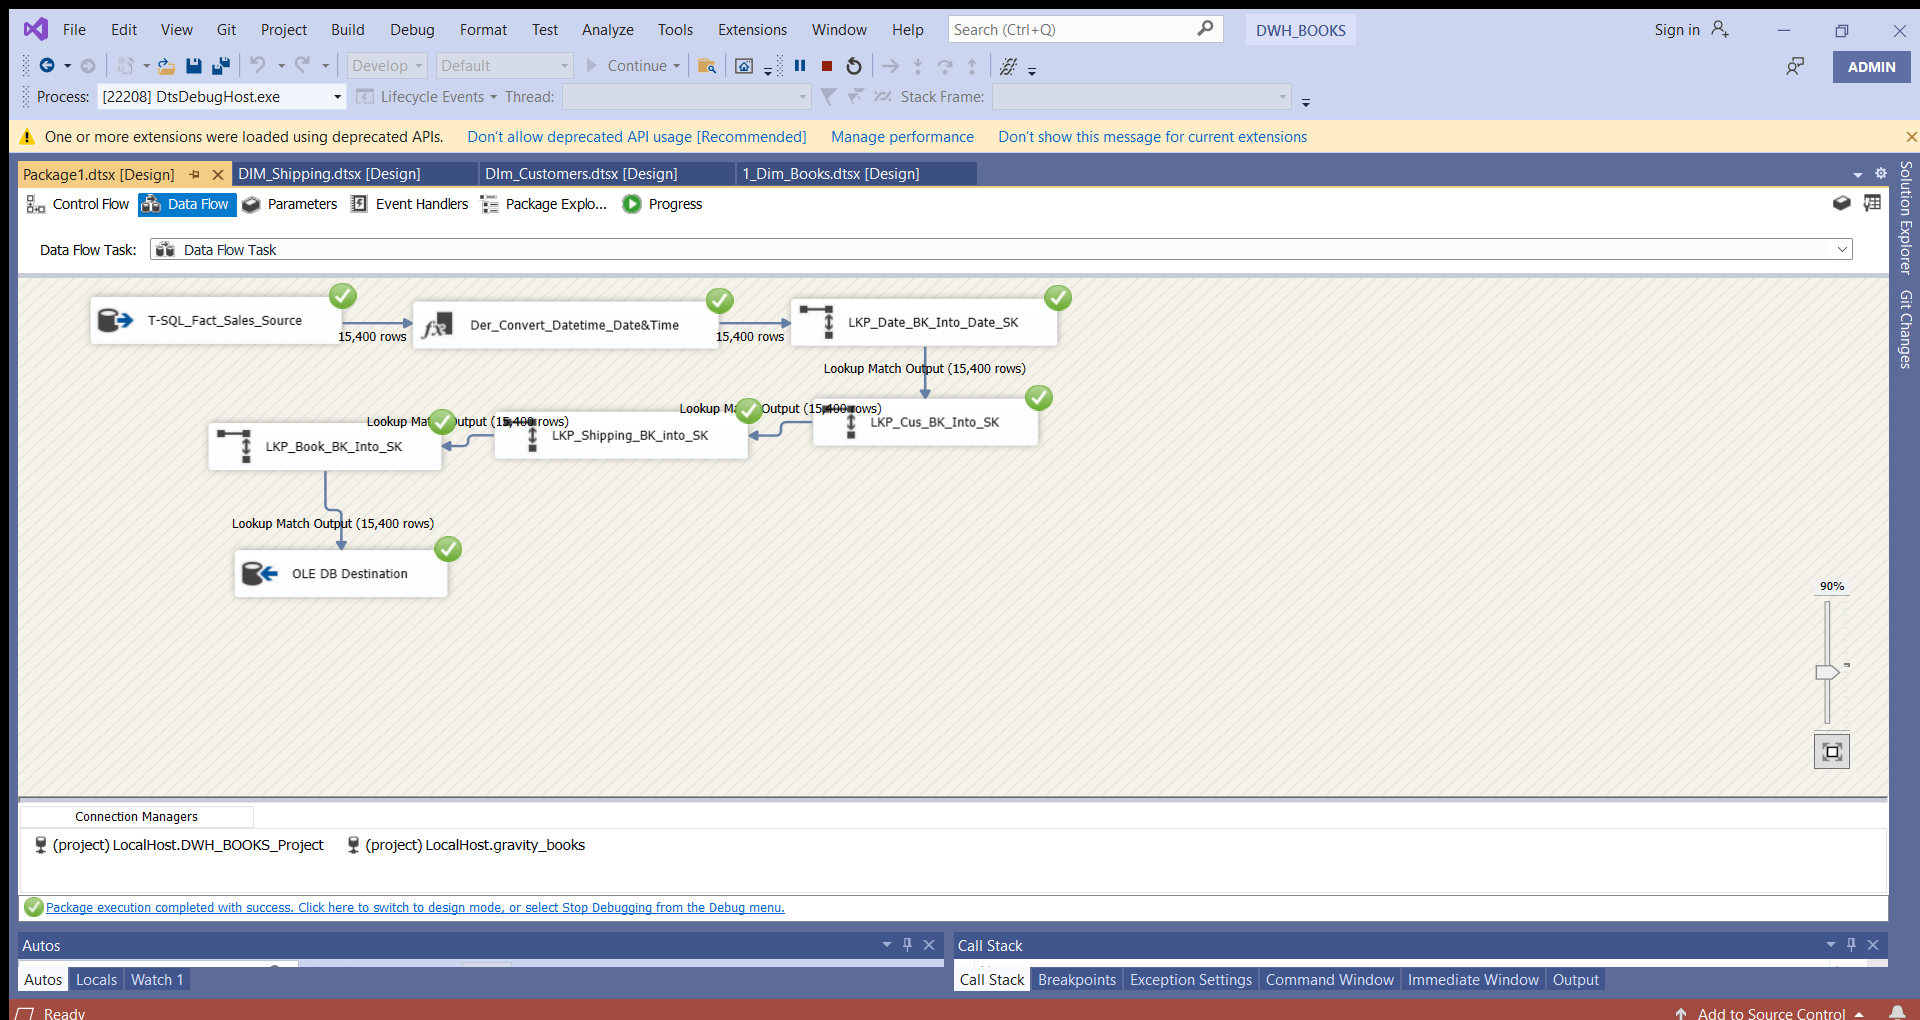 File Edit View Git Project Build Debug Format Test Analyze Tools Extensions Window Help Search (Ctrl+Q) DWH_BOOKS Sign in
Develop Default Continue ADMIN
Process: [22208] DtsDebugHost.exe Lifecycle Events Thread: Stack Frame:
One or more extensions were loaded using deprecated APIs. Don't allow deprecated API usage [Recommended] Manage performance Don't show this message for current extensions
Package1.dtsx [Design] DIM_Shipping.dtsx [Design] DIm_Customers.dtsx [Design] 1_Dim_Books.dtsx [Design]
Control Flow Data Flow Parameters Event Handlers Package Explo... Progress
Data Flow Task: Data Flow Task
Solution Explorer
Git Changes
T-SQL_Fact_Sales_Source
15,400 rows
Der_Convert_Datetime_Date&Time
15,400 rows
LKP_Date_BK_Into_Date_SK
Lookup Match Output (15,400 rows)
LKP_Cus_BK_Into_SK
Lookup Match Output (15,400 rows)
LKP_Shipping_BK_into_SK
Lookup Match Output (15,400 rows)
LKP_Book_BK_Into_SK
Lookup Match Output (15,400 rows)
OLE DB Destination
90%
Connection Managers
(project) LocalHost.DWH_BOOKS_Project (project) LocalHost.gravity_books
Package execution completed with success. Click here to switch to design mode, or select Stop Debugging from the Debug menu.
Autos
Autos Locals Watch 1
Call Stack
Call Stack Breakpoints Exception Settings Command Window Immediate Window Output
Ready Add to Source Control